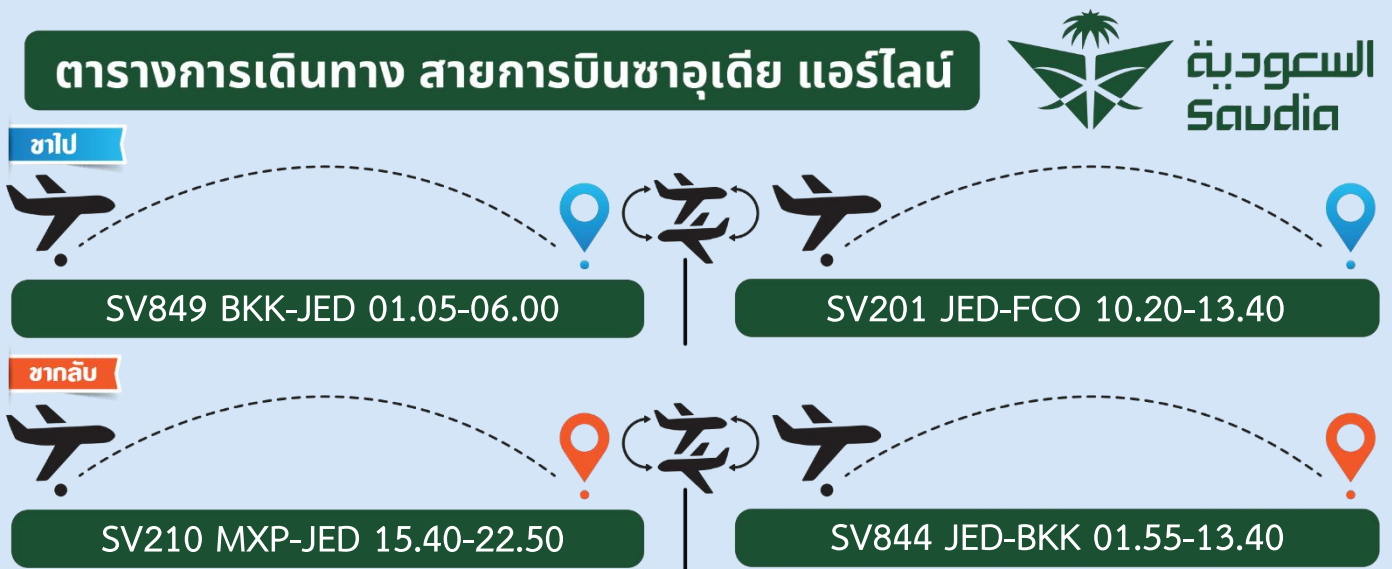 ตารางการเดินทาง สายการบินซาอุเดีย แอร์ไลน์
السعودية
saudia
ขาไป
SV849 BKK-JED 01.05-06.00
SV201 JED-FCO 10.20-13.40
ขากลับ
SV210 MXP-JED 15.40-22.50
SV844 JED-BKK 01.55-13.40